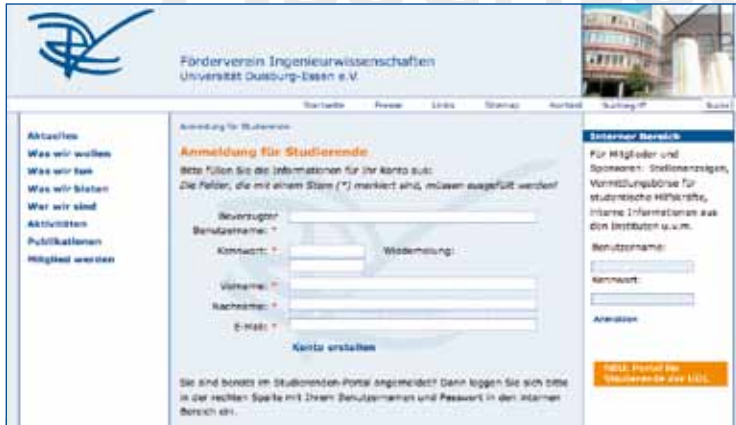 Förderverein Ingenieurwissenschaften
Universität Duisburg-Essen e.V.
Startseite Presse Links Sitemap Kontakt
Suche
Aktuelles
Was wir wollen
Was wir tun
Was wir bieten
Wer wir sind
Aktivitäten
Publikationen
Mitglied werden
Anmeldung für Studierende
Anmeldung für Studierende
Bitte füllen Sie die Informationen für Ihr Konto aus:
Die Felder, die mit einem Stern (*) markiert sind, müssen ausgefüllt werden!
Bevorzugter
Benutzername: *
Kennwort: * Wiederholung:
Vorname: *
Nachname: *
E-Mail: *
Konto erstellen
Sie sind bereits im Studierenden-Portal angemeldet? Dann loggen Sie sich bitte
in der rechten Spalte mit Ihrem Benutzernamen und Passwort in den internen
Bereich ein.
Interner Bereich
Für Mitglieder und
Sponsoren: Stellenanzeigen,
Vermittlungsbörse für
studentische Hilfskräfte,
interne Informationen aus
den Instituten u.v.m.
Benutzername:
Kennwort:
Anmelden
NEU: Portal für
Studierende der UDE